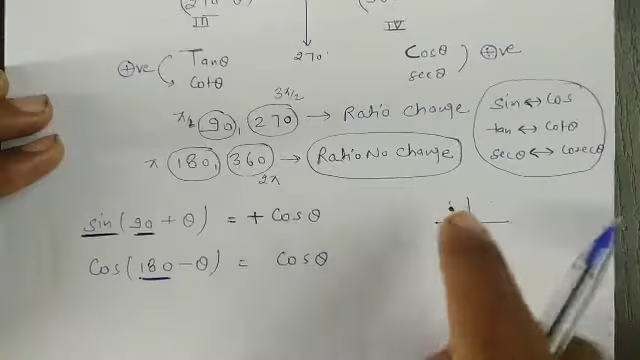 III
IV
270°
⊕ve Tanθ
Cotθ
Cosθ ⊕ve
secθ
3π/2
90, 270 → Ratio Change
π 180, 360 → Ratio No Change
2π
sin ↔ cos
tan ↔ cotθ
secθ ↔ cosecθ
sin(90 + θ) = + Cosθ
Cos(180 - θ) = Cosθ